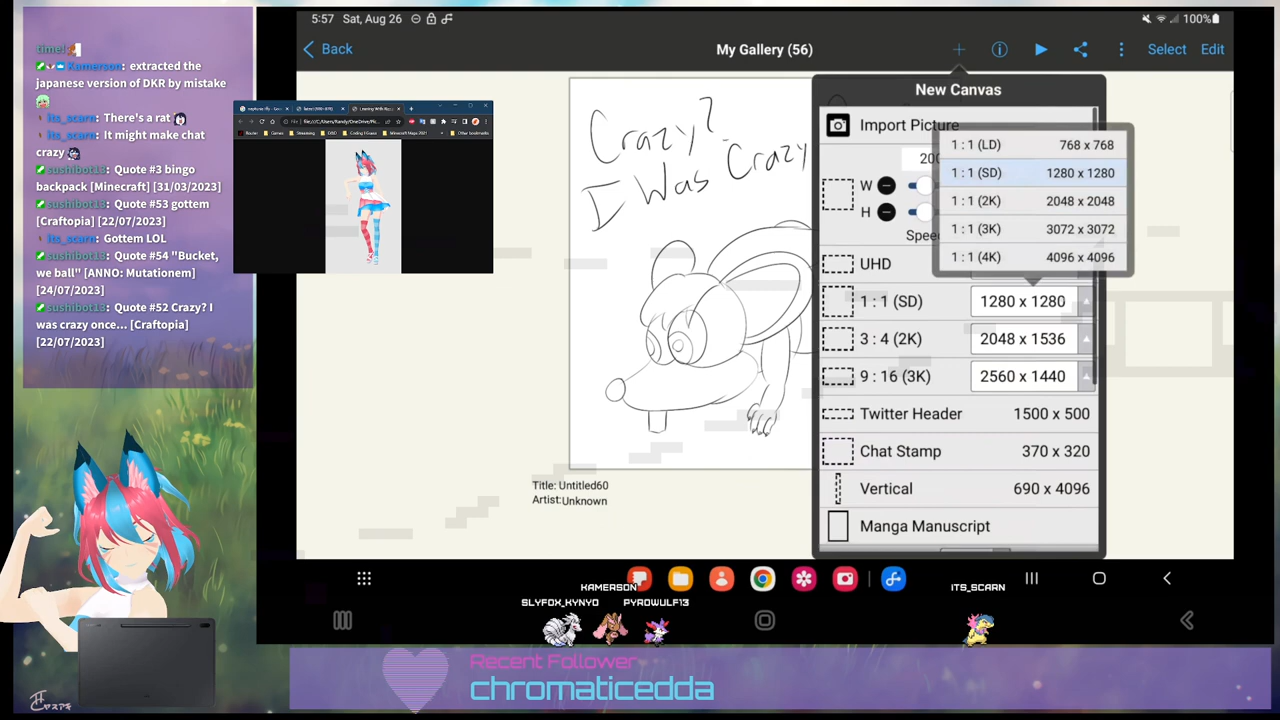 time!
Kamerson: extracted the
japanese version of DKR by mistake
its_scarn: There's a rat
its_scarn: It might make chat
crazy
sushibot13: Quote #3 bingo
backpack [Minecraft] [31/03/2023]
sushibot13: Quote #53 gottem
[Craftopia] [22/07/2023]
its_scarn: Gottem LOL
sushibot13: Quote #54 "Bucket,
we ball" [ANNO: Mutationem]
[24/07/2023]
sushibot13: Quote #52 Crazy? I
was crazy once... [Craftopia]
[22/07/2023]
5:57 Sat, Aug 26
100%
Back
My Gallery (56)
Select
Edit
Crazy?
I Was Crazy
Title: Untitled60
Artist:Unknown
New Canvas
Import Picture
200
W
H
Spee
UHD
1 : 1 (LD) 768 x 768
1 : 1 (SD) 1280 x 1280
1 : 1 (2K) 2048 x 2048
1 : 1 (3K) 3072 x 3072
1 : 1 (4K) 4096 x 4096
1 : 1 (SD) 1280 x 1280
3 : 4 (2K) 2048 x 1536
9 : 16 (3K) 2560 x 1440
Twitter Header 1500 x 500
Chat Stamp 370 x 320
Vertical 690 x 4096
Manga Manuscript
KAMERSON
SLYFOX_KYNYO PYROWULF13
ITS_SCARN
Recent Follower
chromaticedda